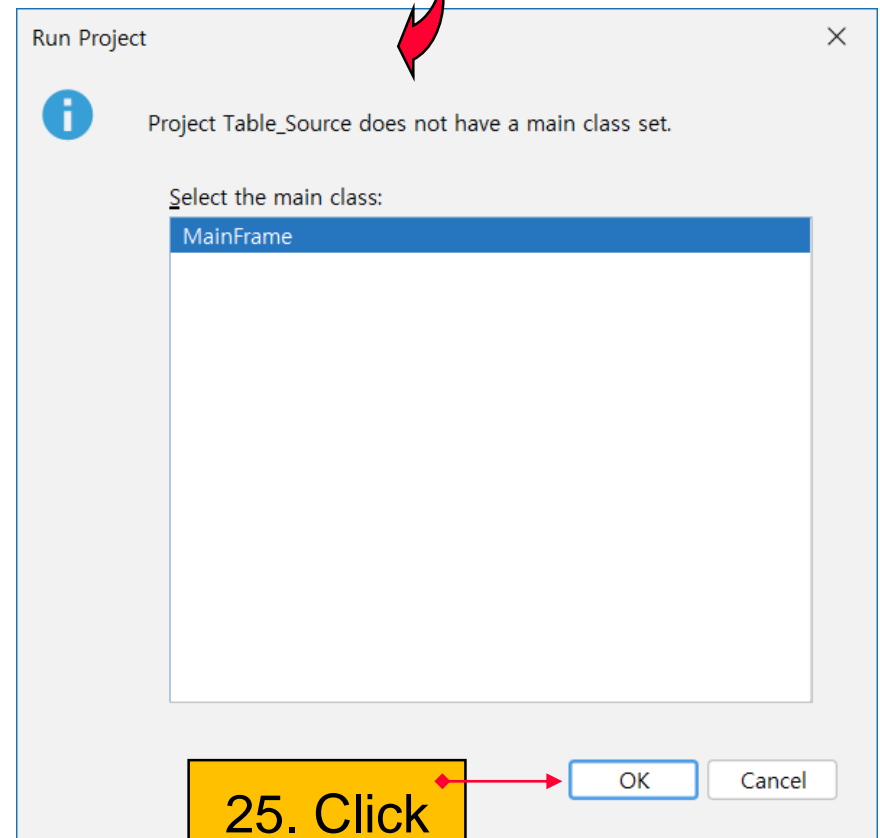 Run Project
Project Table_Source does not have a main class set.
Select the main class:
MainFrame
OK Cancel
25. Click